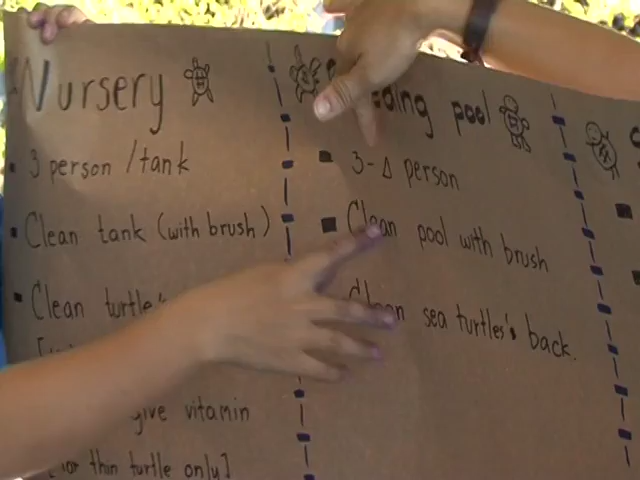 Nursery
3 person /tank
Clean tank (with brush)
Clean turtle's
give vitamin
thin turtle only]
pool
3-4 person
Clean pool with brush
Clean sea turtles's back.